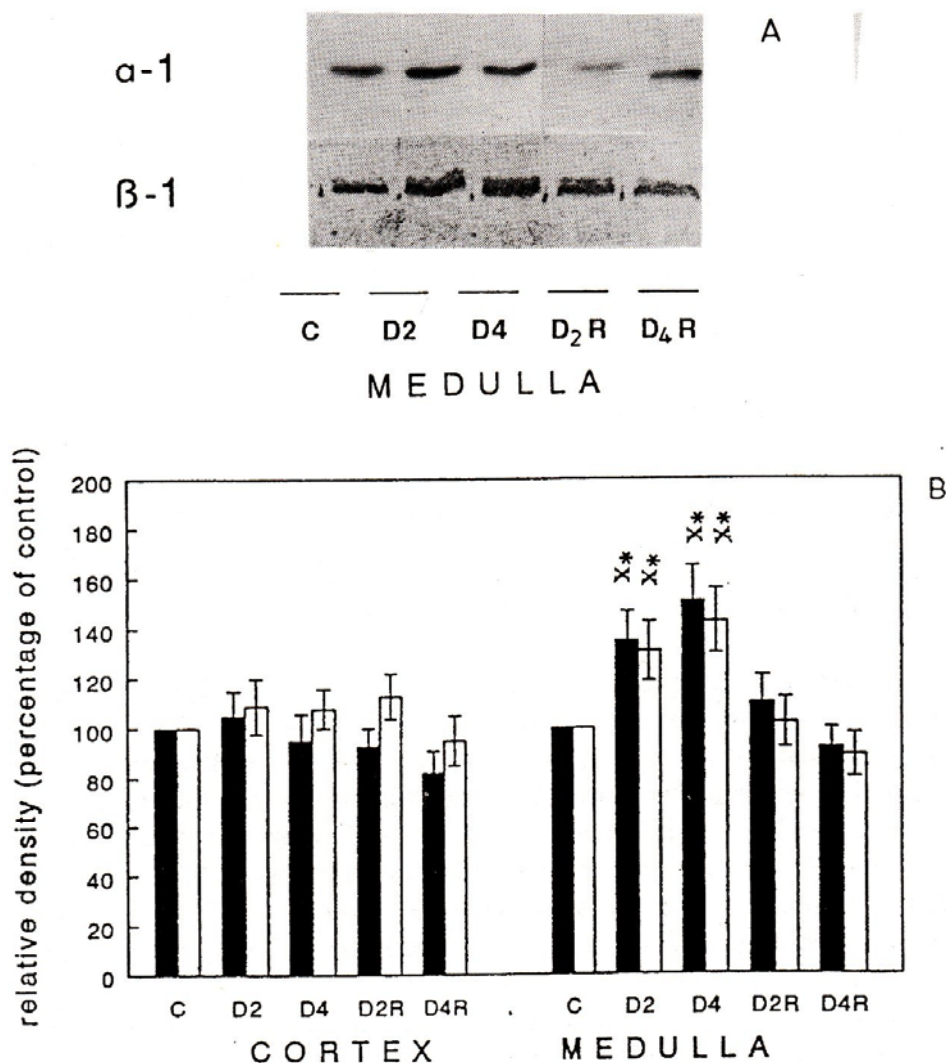 A
α-1
ß-1
C D2 D4 D₂R D₄R
MEDULLA
B
relative density (percentage of control)
200
180
160
140
120
100
80
60
40
20
0
X* X* X* X*
C D2 D4 D2R D4R C D2 D4 D2R D4R
CORTEX MEDULLA